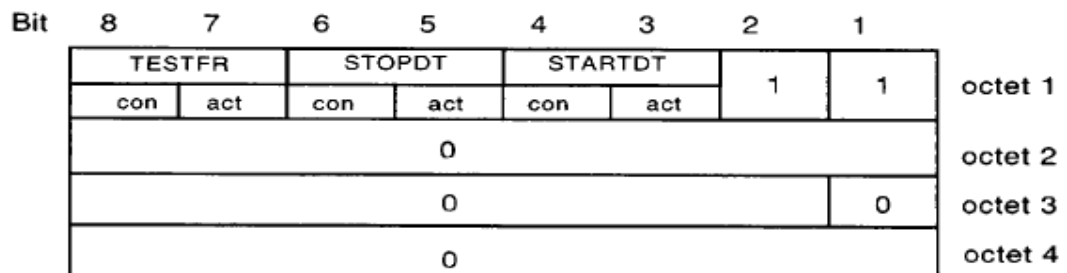 Bit 8 7 6 5 4 3 2 1
TESTFR STOPDT STARTDT 1 1 octet 1
con act con act con act
0 octet 2
0 0 octet 3
0 octet 4